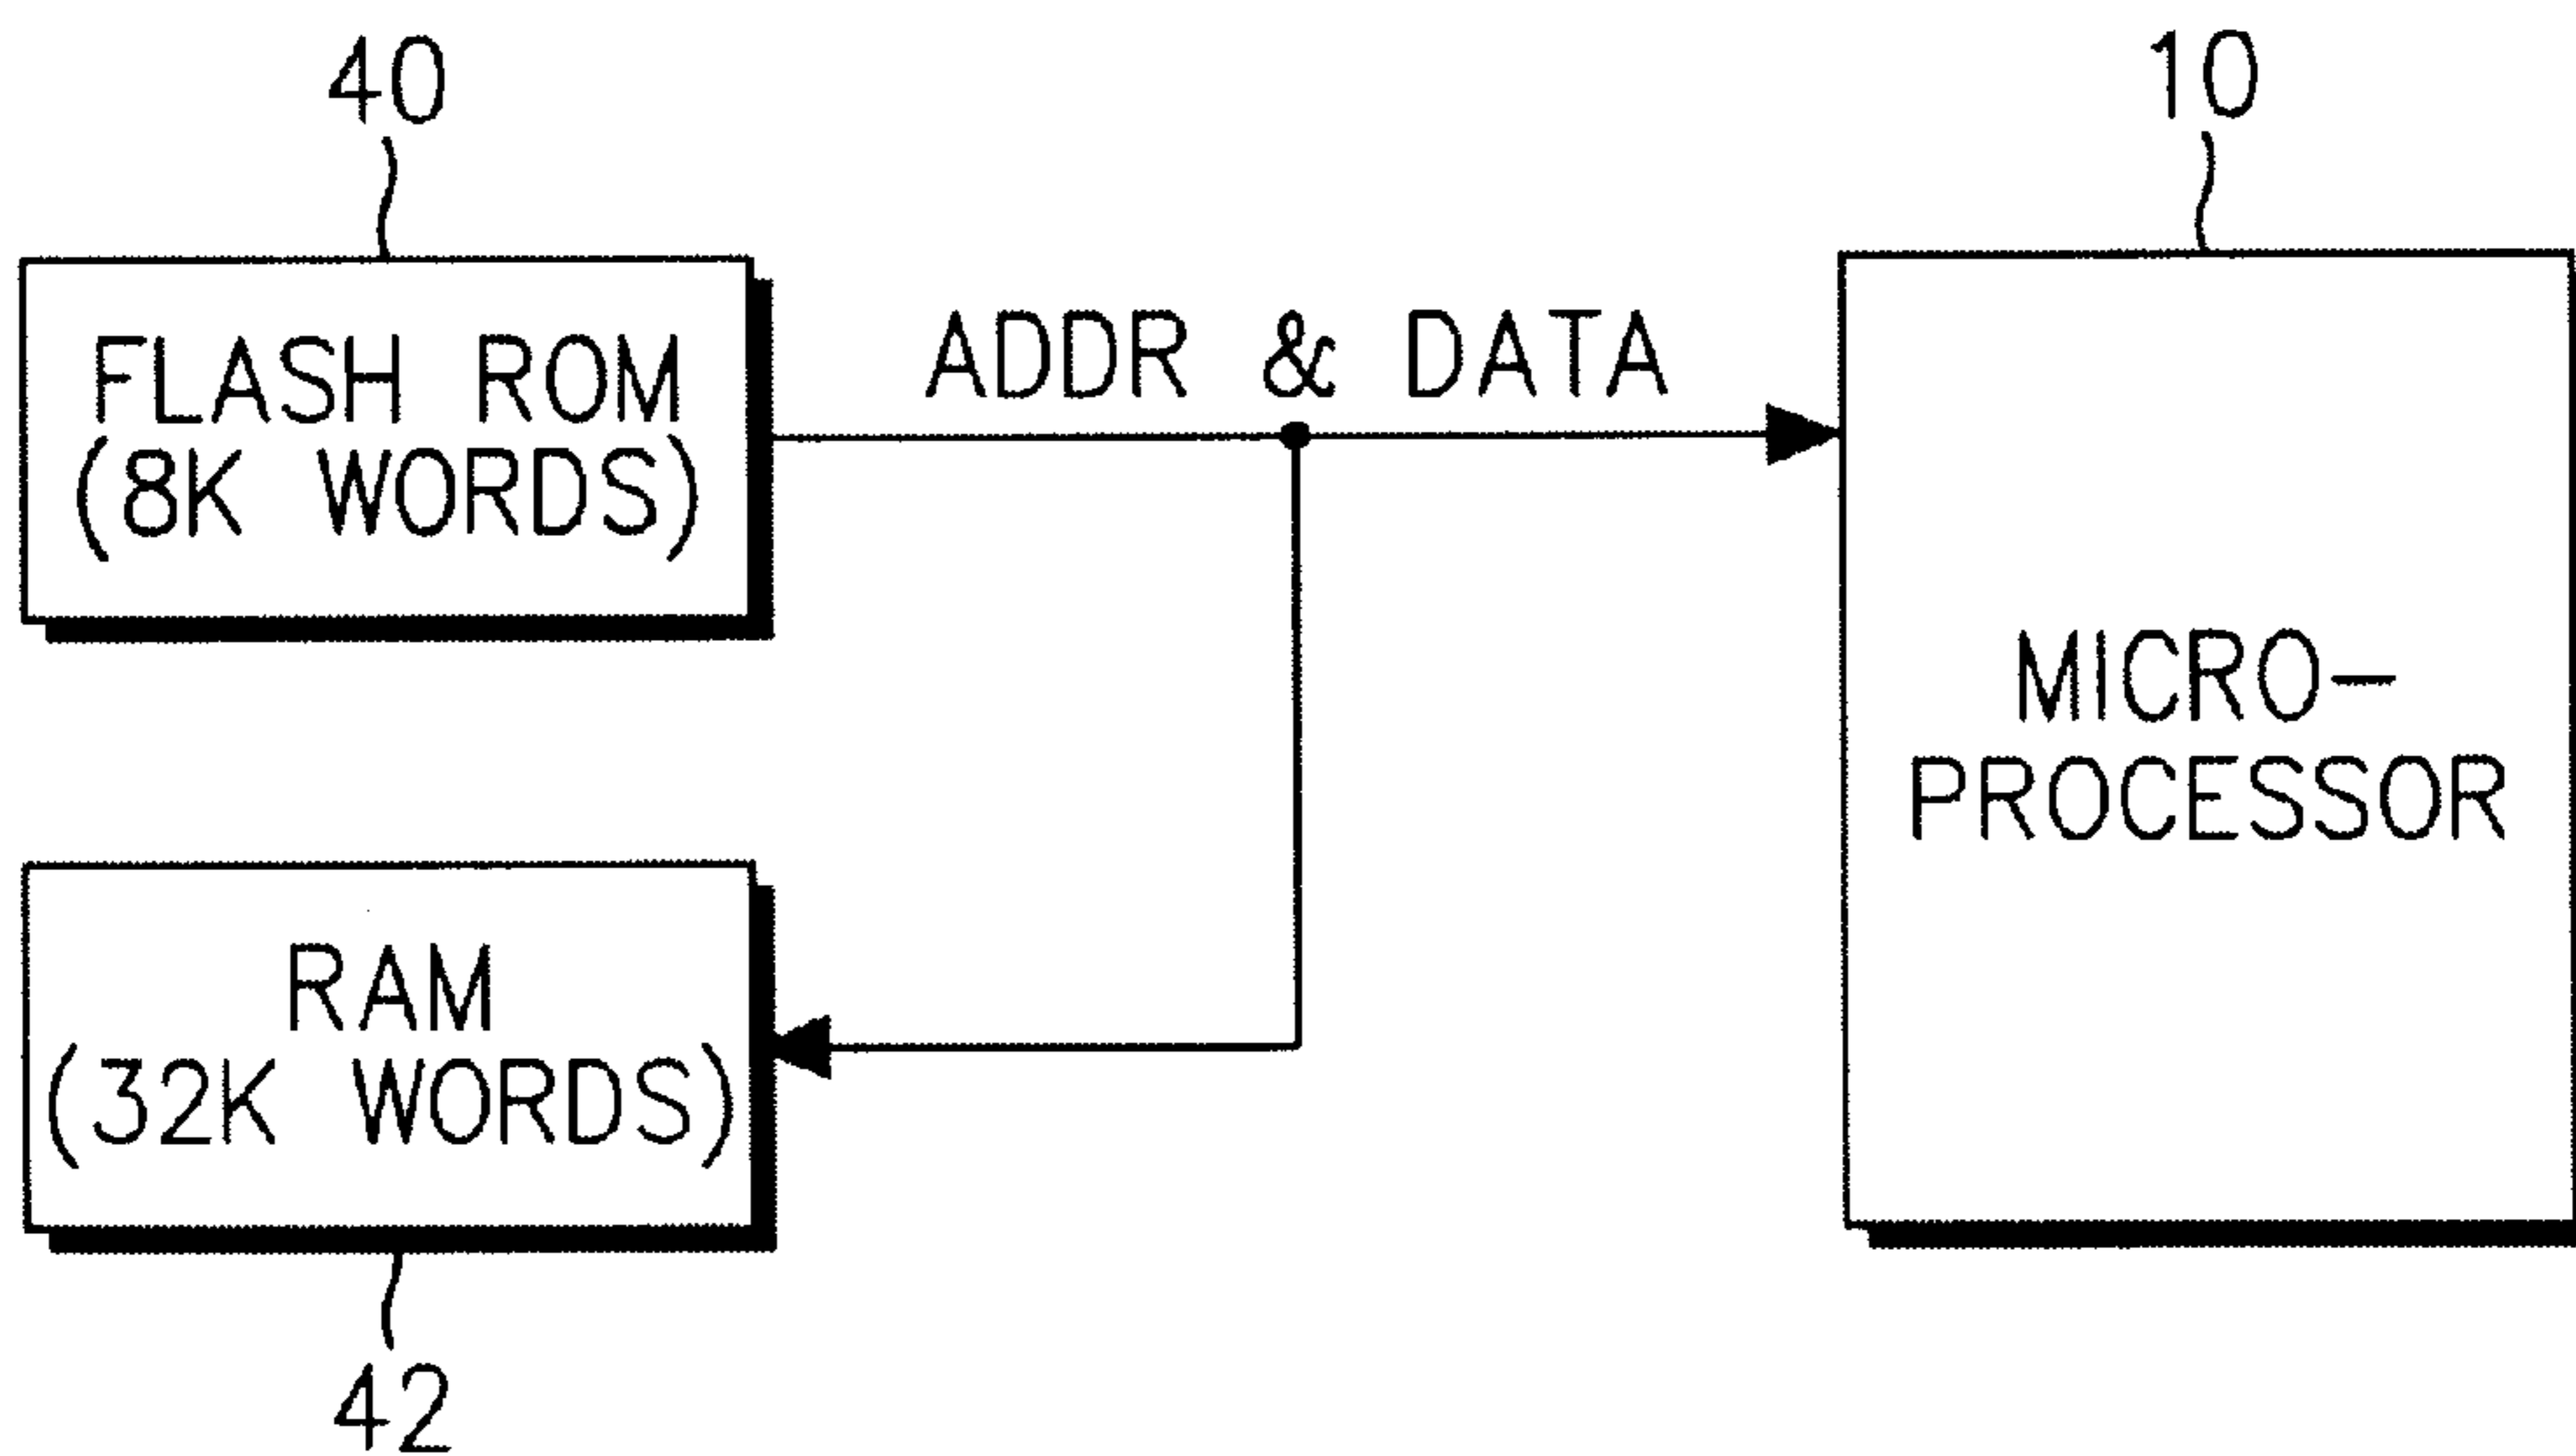 40
10
FLASH ROM
(8K WORDS)
ADDR & DATA
MICRO-
PROCESSOR
RAM
(32K WORDS)
42